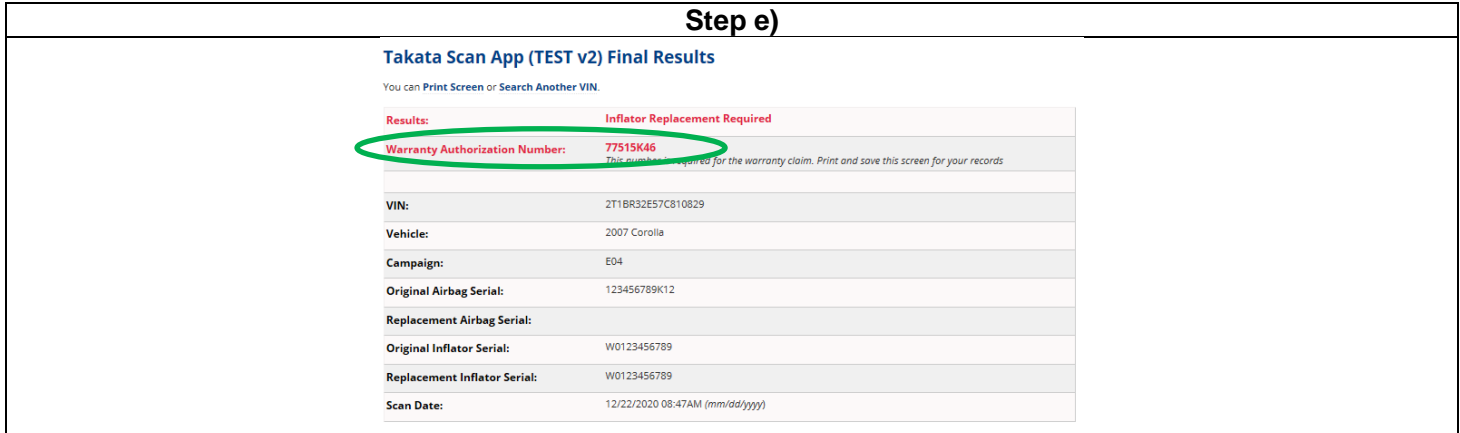 Step e)
Takata Scan App (TEST v2) Final Results
You can Print Screen or Search Another VIN.
Results: Inflator Replacement Required
Warranty Authorization Number: 77515K46
This number is required for the warranty claim. Print and save this screen for your records
VIN: 2T1BR32E57C810829
Vehicle: 2007 Corolla
Campaign: E04
Original Airbag Serial: 123456789K12
Replacement Airbag Serial:
Original Inflator Serial: W0123456789
Replacement Inflator Serial: W0123456789
Scan Date: 12/22/2020 08:47AM (mm/dd/yyyy)